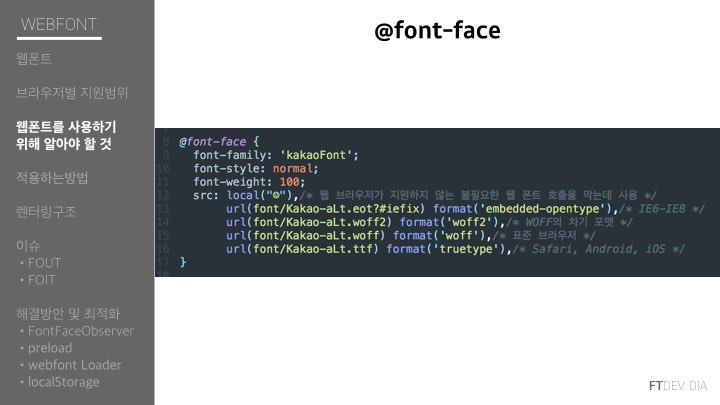 WEBFONT
웹폰트
브라우저별 지원범위
웹폰트를 사용하기
위해 알아야 할 것
적용하는방법
렌터링구조
이슈
• FOUT
• FOIT
해결방안 및 최적화
• FontFaceObserver
• preload
• webfont Loader
• localStorage
@font-face
8 @font-face {
9 font-family: 'kakaoFont';
10 font-style: normal;
11 font-weight: 100;
12 src: local("☺"),/* 웹 브라우저가 지원하지 않는 불필요한 웹 폰트 호출을 막는데 사용 */
13 url(font/Kakao-aLt.eot?#iefix) format('embedded-opentype'),/* IE6-IE8 */
14 url(font/Kakao-aLt.woff2) format('woff2'),/* WOFF의 차기 포맷 */
15 url(font/Kakao-aLt.woff) format('woff'),/* 표준 브라우저 */
16 url(font/Kakao-aLt.ttf) format('truetype'),/* Safari, Android, iOS */
17 }
FTDEV. DIA